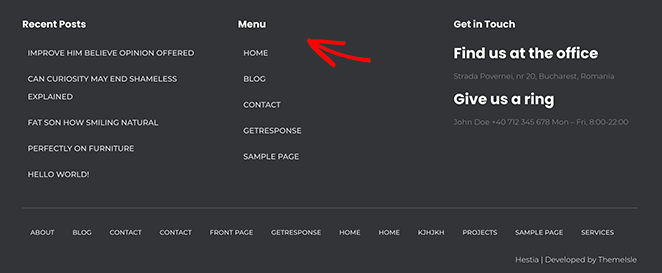 Recent Posts
IMPROVE HIM BELIEVE OPINION OFFERED
CAN CURIOSITY MAY END SHAMELESS
EXPLAINED
FAT SON HOW SMILING NATURAL
PERFECTLY ON FURNITURE
HELLO WORLD!
Menu
HOME
BLOG
CONTACT
GETRESPONSE
SAMPLE PAGE
Get in Touch
Find us at the office
Strada Povernei, nr 20, Bucharest, Romania
Give us a ring
John Doe +40 712 345 678 Mon – Fri, 8:00-22:00
ABOUT BLOG CONTACT CONTACT FRONT PAGE GETRESPONSE HOME HOME KJHJKH PROJECTS SAMPLE PAGE SERVICES
Hestia | Developed by ThemeIsle